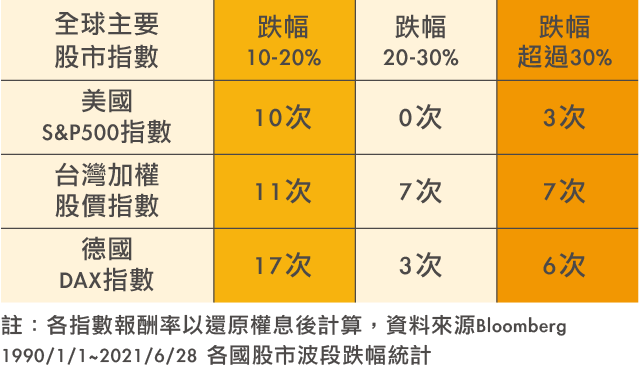 全球主要
股市指數
跌幅
10-20%
跌幅
20-30%
跌幅
超過30%
美國
S&P500指數
10次
0次
3次
台灣加權
股價指數
11次
7次
7次
德國
DAX指數
17次
3次
6次
註：各指數報酬率以還原權息後計算，資料來源Bloomberg
1990/1/1~2021/6/28 各國股市波段跌幅統計